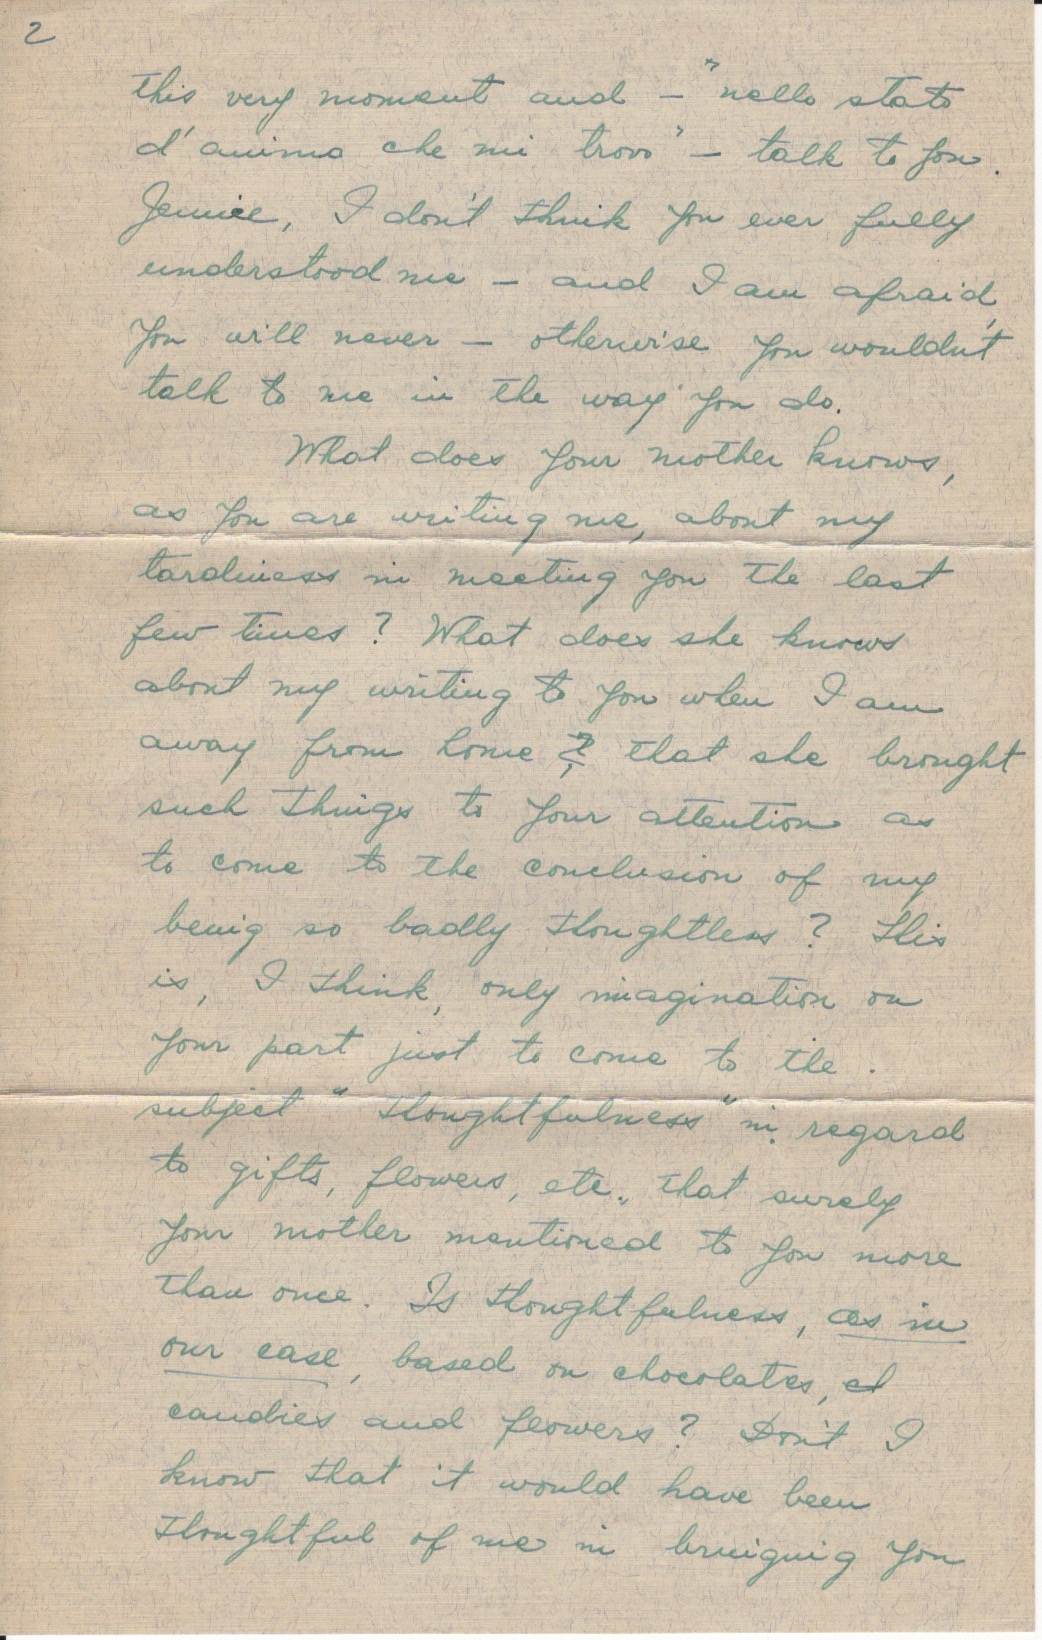 2
this very moment and – "nello stato
d'animo che mi trovo" – talk to you.
Jennie, I don't think you ever fully
understood me – and I am afraid,
you will never – otherwise you wouldn't
talk to me in the way you do.
What does your mother knows,
as you are writing me, about my
tardiness in meeting you the last
few times? What does she knows
about my writing to you when I am
away from home ? that she brought
such things to your attention as
to come to the conclusion of my
being so badly thoughtless? This
is, I think, only imagination on
your part just to come to the .
subject "thoughtfulness" in regard
to gifts, flowers, etc., that surely
your mother mentioned to you more
than once. Is thoughtfulness, as in
our case, based on chocolates,
candies and flowers? Don't I
know that it would have been
thoughtful of me in bringing you